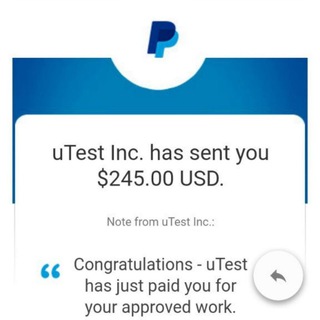 uTest Inc. has sent you
$245.00 USD.
Note from uTest Inc.:
“ Congratulations - uTest
has just paid you for
your approved work.